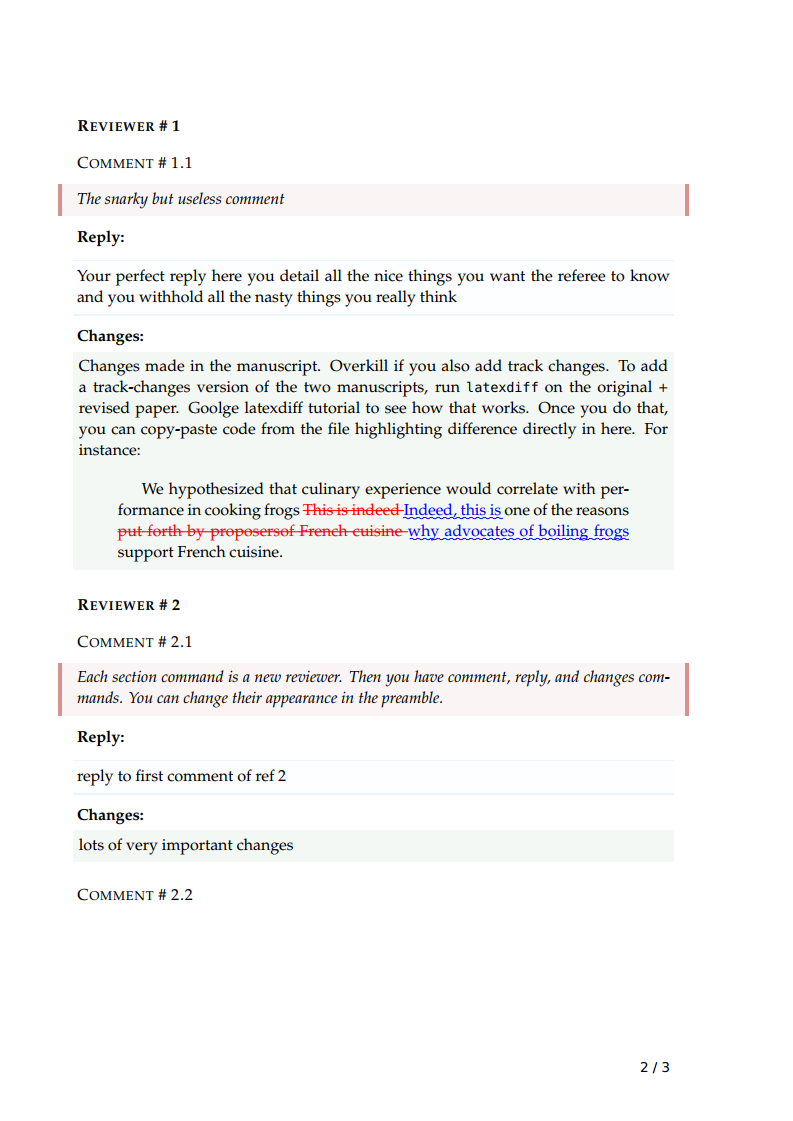 REVIEWER # 1
COMMENT # 1.1
The snarky but useless comment
Reply:
Your perfect reply here you detail all the nice things you want the referee to know
and you withhold all the nasty things you really think
Changes:
Changes made in the manuscript. Overkill if you also add track changes. To add
a track-changes version of the two manuscripts, run latexdiff on the original +
revised paper. Goolge latexdiff tutorial to see how that works. Once you do that,
you can copy-paste code from the file highlighting difference directly in here. For
instance:
We hypothesized that culinary experience would correlate with per-
formance in cooking frogs This is indeed Indeed, this is one of the reasons
put forth by proposersof French cuisine why advocates of boiling frogs
support French cuisine.
REVIEWER # 2
COMMENT # 2.1
Each section command is a new reviewer. Then you have comment, reply, and changes com-
mands. You can change their appearance in the preamble.
Reply:
reply to first comment of ref 2
Changes:
lots of very important changes
COMMENT # 2.2
2 / 3